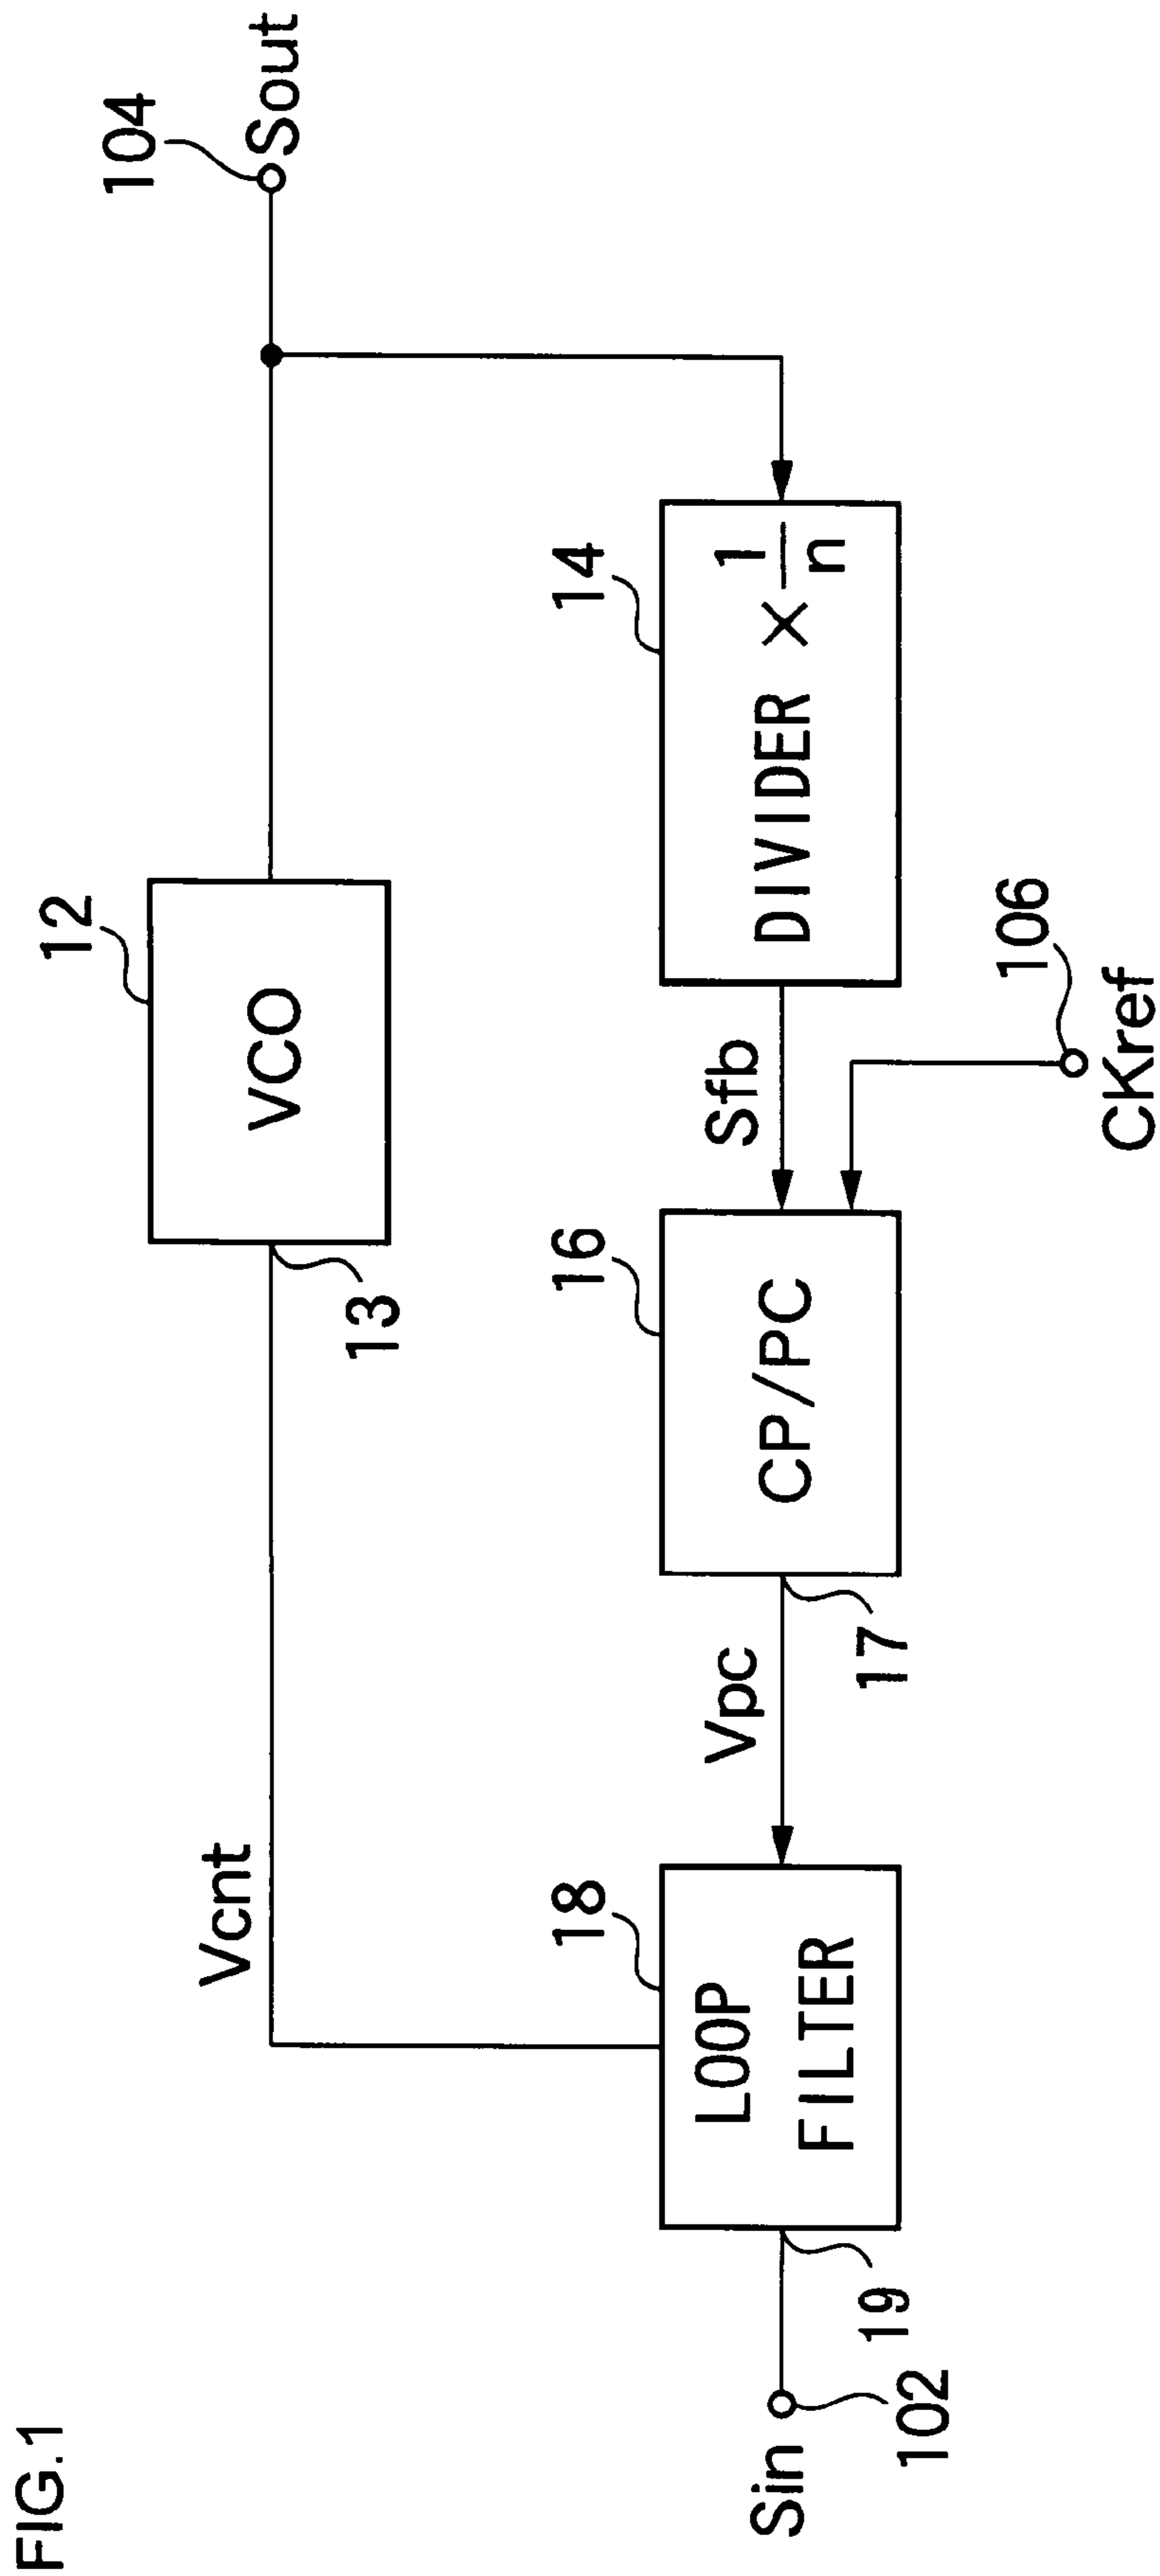 FIG.1
12
VCO
13
104
Sout
Vcnt
18
LOOP
FILTER
19
Sin
102
Vpc
16
CP/PC
17
Sfb
14
DIVIDER × 1/n
106
CKref